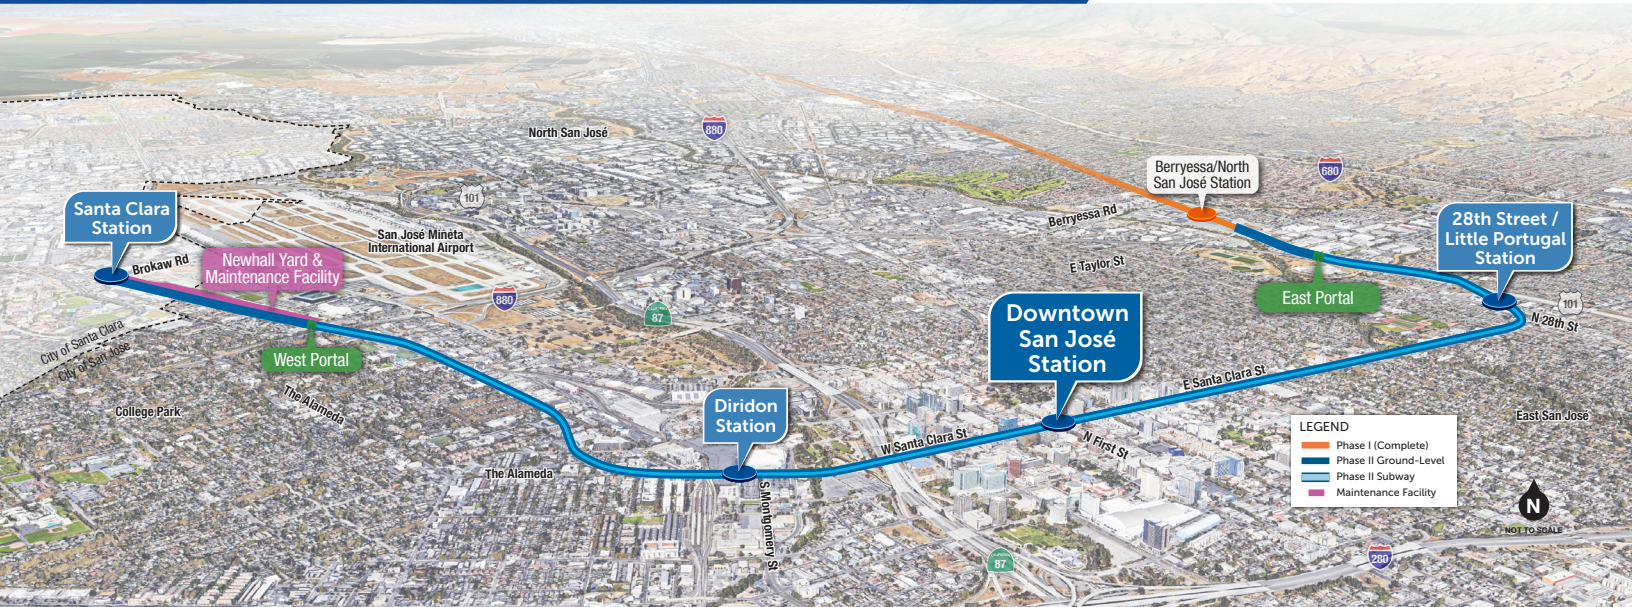 North San José
880
Berryessa/North
San José Station
680
101
Santa Clara
Station
Berryessa Rd
28th Street /
Little Portugal
Station
San José Mineta
International Airport
Brokaw Rd
Newhall Yard &
Maintenance Facility
E Taylor St
East Portal
101
880
CALIFORNIA
87
N 28th St
Downtown
San José
Station
City of Santa Clara
City of San Jose
West Portal
The Alameda
College Park
E Santa Clara St
Diridon
Station
East San José
LEGEND
Phase I (Complete)
Phase II Ground-Level
Phase II Subway
Maintenance Facility
W Santa Clara St
N First St
The Alameda
S Montgomery St
N
NOT TO SCALE
CALIFORNIA
87
280